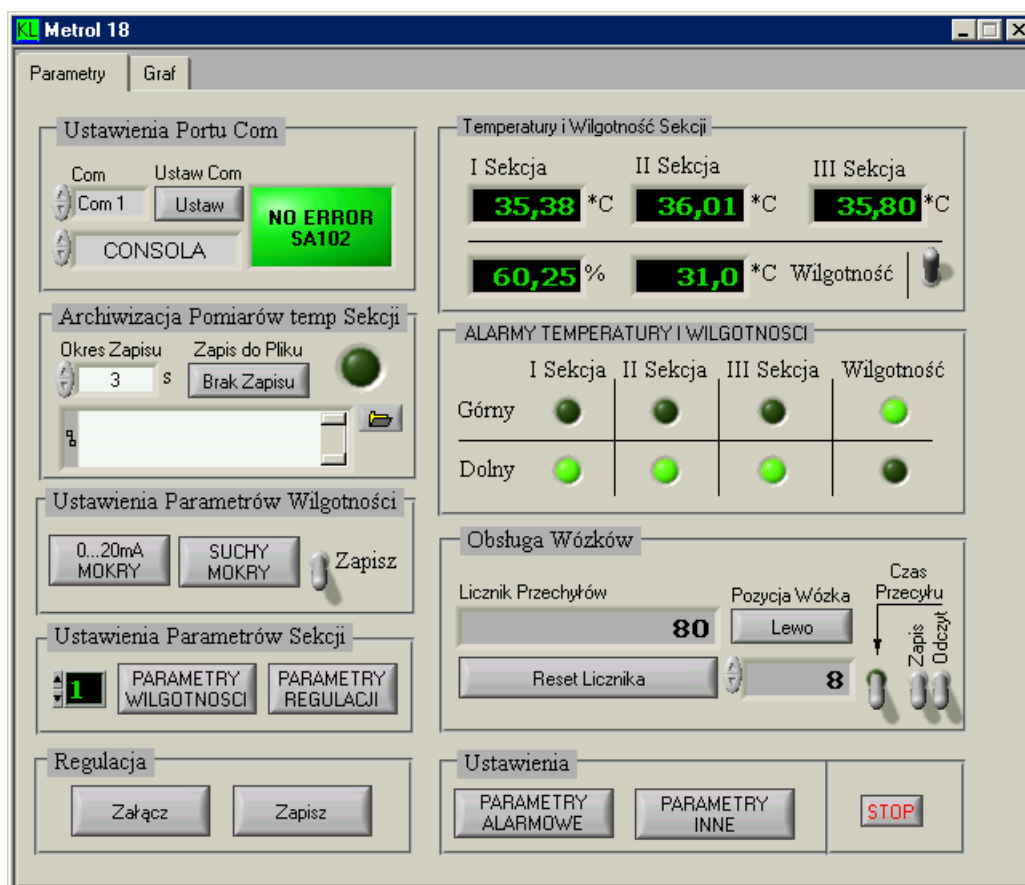 KL Metrol 18
Parametry Graf
Ustawienia Portu Com
Com Ustaw Com
Com 1 Ustaw
NO ERROR
SA102
CONSOLA
Archiwizacja Pomiarów temp Sekcji
Okres Zapisu Zapis do Pliku
3 s Brak Zapisu
Ustawienia Parametrów Wilgotności
0...20mA
MOKRY
SUCHY
MOKRY
Zapisz
Ustawienia Parametrów Sekcji
1
PARAMETRY
WILGOTNOSCI
PARAMETRY
REGULACJI
Regulacja
Załącz Zapisz
Temperatury i Wilgotność Sekcji
I Sekcja II Sekcja III Sekcja
35,38 *C 36,01 *C 35,80 *C
60,25 % 31,0 *C Wilgotność
ALARMY TEMPERATURY I WILGOTNOSCI
I Sekcja II Sekcja III Sekcja Wilgotność
Górny
Dolny
Obsługa Wózków
Licznik Przechyłów Pozycja Wózka
80 Lewo
Reset Licznika 8
Czas
Przecyłu
Zapis
Odczyt
Ustawienia
PARAMETRY
ALARMOWE
PARAMETRY
INNE
STOP